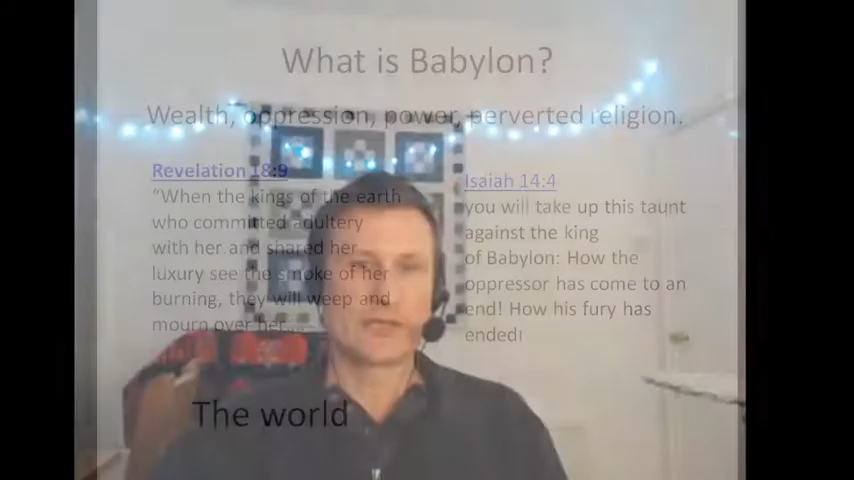 What is Babylon?
Wealth, oppression, power, perverted religion.
Revelation 18:9
“When the kings of the earth
who committed adultery
with her and shared her
luxury see the smoke of her
burning, they will weep and
mourn over her....
Isaiah 14:4
you will take up this taunt
against the king
of Babylon: How the
oppressor has come to an
end! How his fury has
ended!
The world